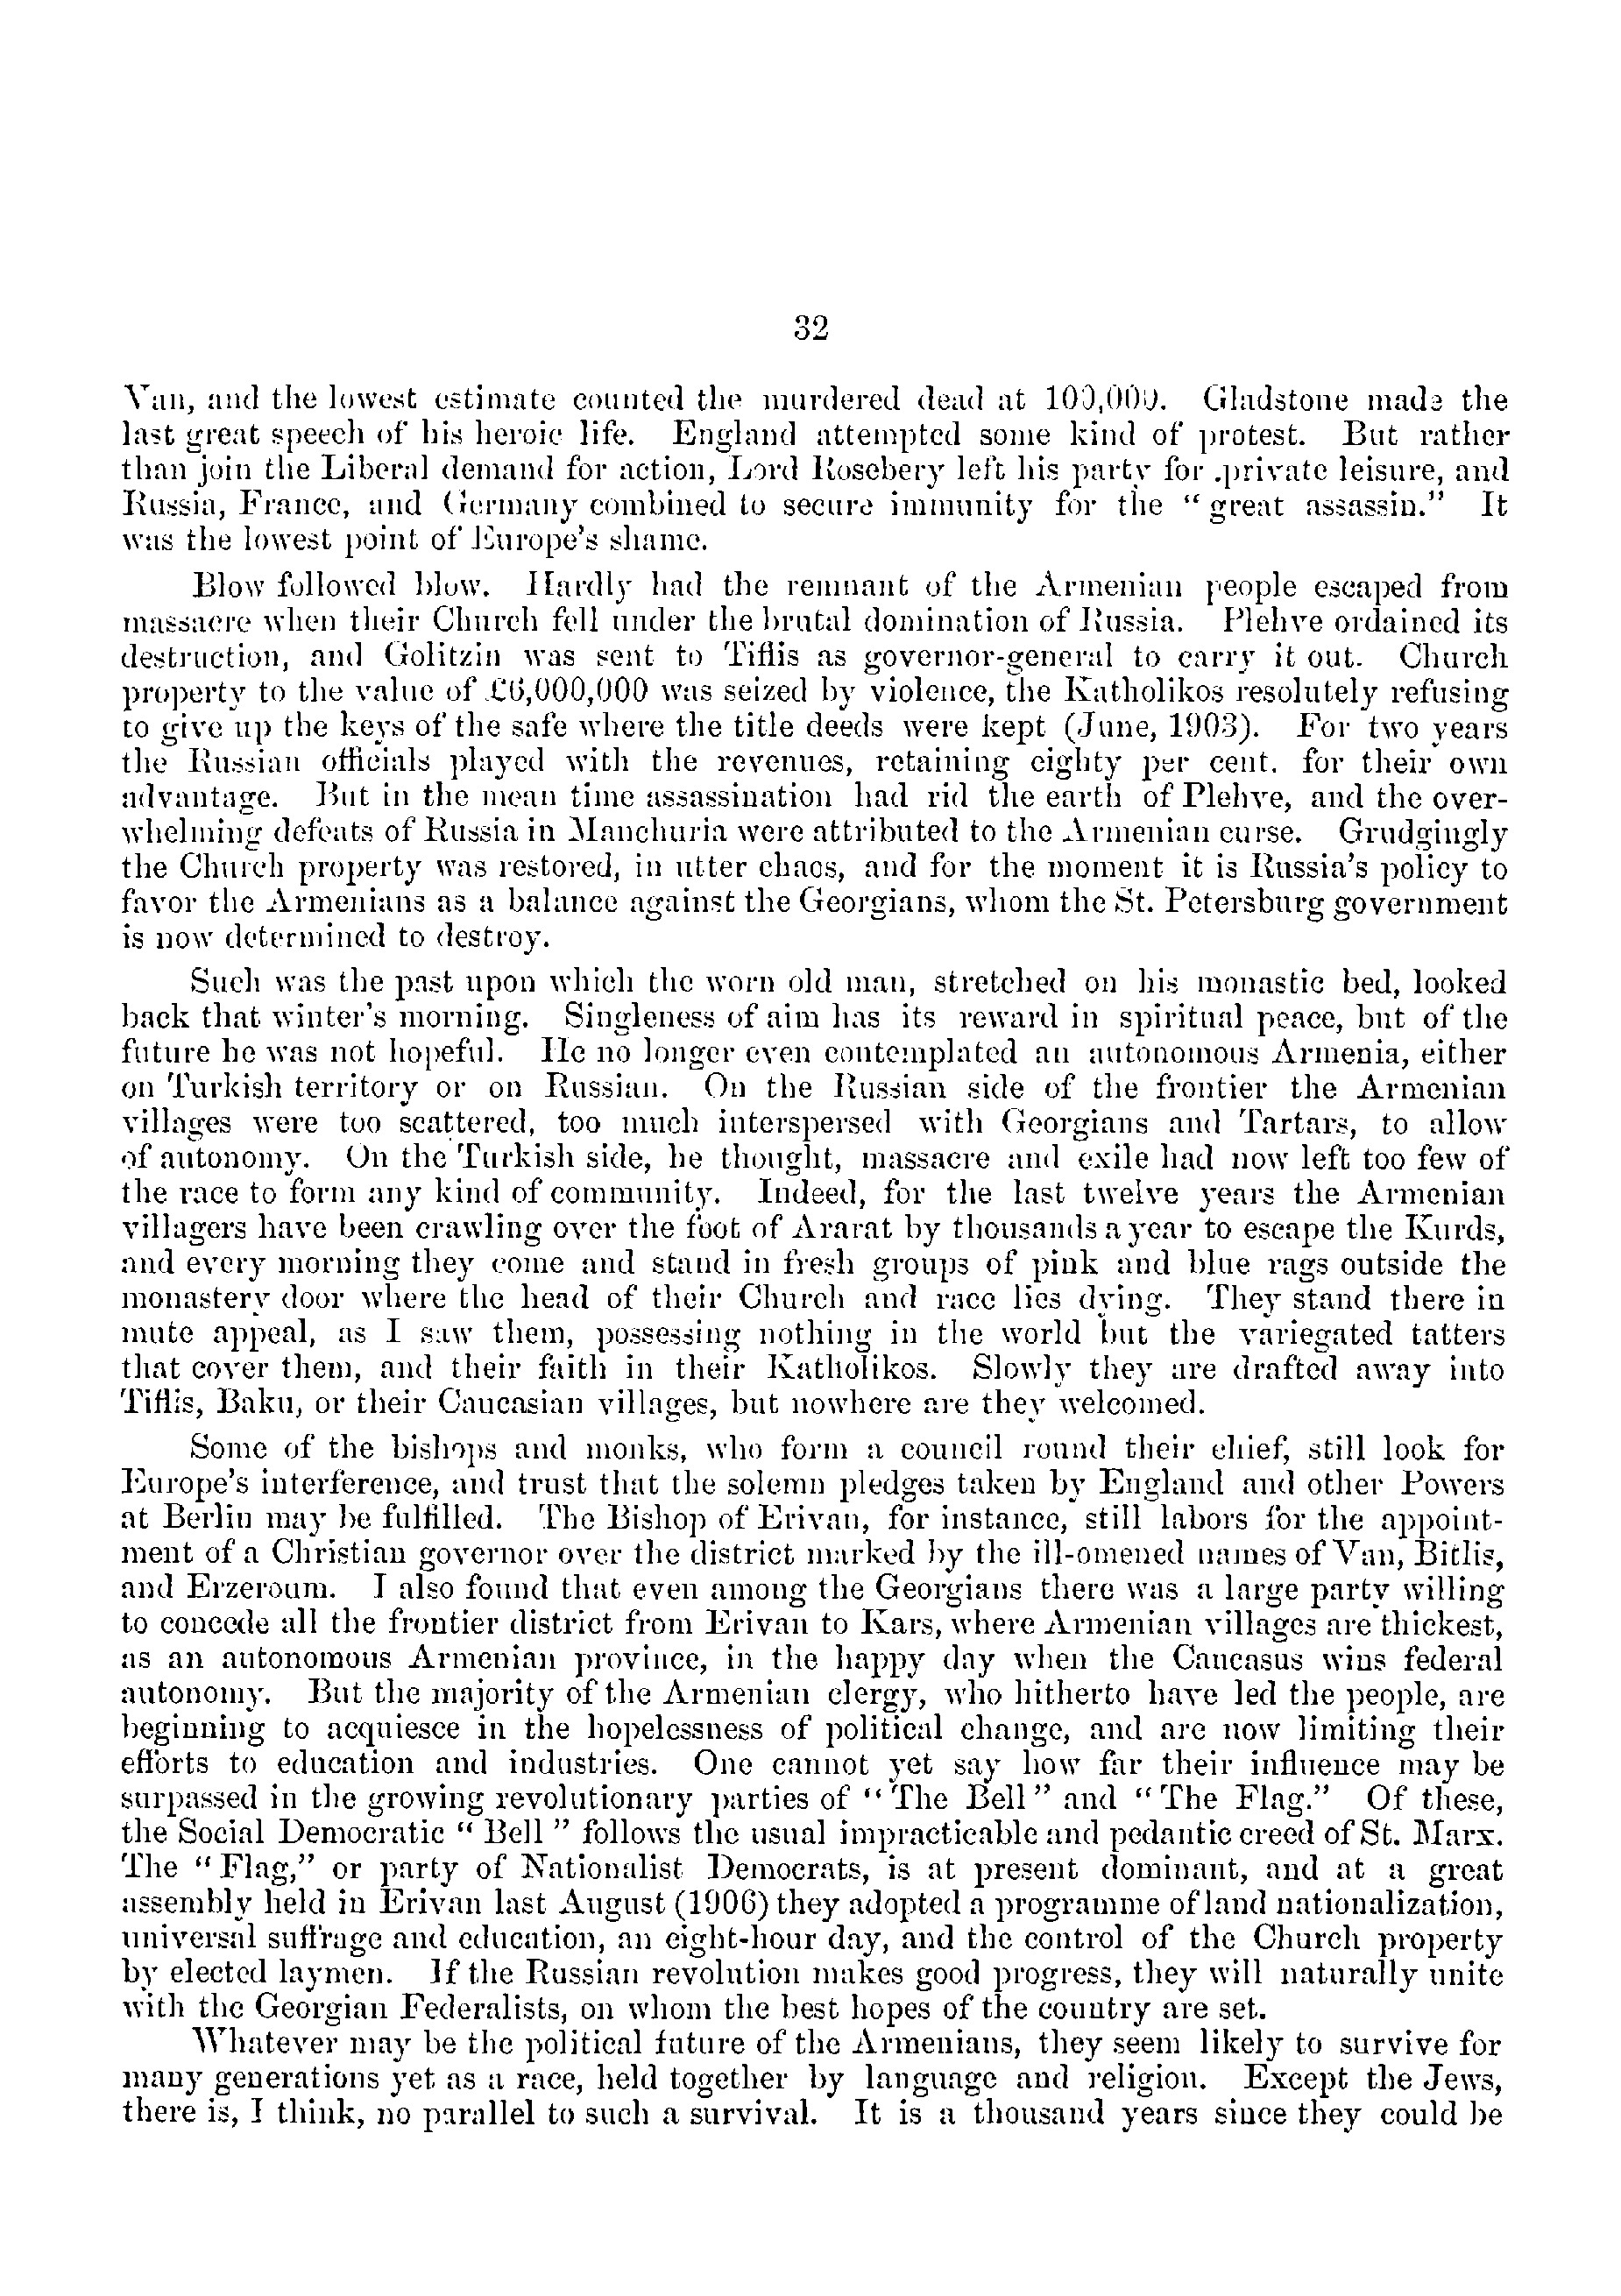 32
Van, and the lowest estimate counted the murdered dead at 100,000. Gladstone made the
last great speech of his heroic life. England attempted some kind of protest. But rather
than join the Liberal demand for action, Lord Rosebery left his party for private leisure, and
Russia, France, and Germany combined to secure immunity for the “great assassin.” It
was the lowest point of Europe’s shame.
Blow followed blow. Hardly had the remnant of the Armenian people escaped from
massacre when their Church fell under the brutal domination of Russia. Plehve ordained its
destruction, and Golitzin was sent to Tiflis as governor-general to carry it out. Church
property to the value of £6,000,000 was seized by violence, the Katholikos resolutely refusing
to give up the keys of the safe where the title deeds were kept (June, 1903). For two years
the Russian officials played with the revenues, retaining eighty per cent. for their own
advantage. But in the mean time assassination had rid the earth of Plehve, and the over-
whelming defeats of Russia in Manchuria were attributed to the Armenian curse. Grudgingly
the Church property was restored, in utter chaos, and for the moment it is Russia’s policy to
favor the Armenians as a balance against the Georgians, whom the St. Petersburg government
is now determined to destroy.
Such was the past upon which the worn old man, stretched on his monastic bed, looked
back that winter’s morning. Singleness of aim has its reward in spiritual peace, but of the
future he was not hopeful. He no longer even contemplated an autonomous Armenia, either
on Turkish territory or on Russian. On the Russian side of the frontier the Armenian
villages were too scattered, too much interspersed with Georgians and Tartars, to allow
of autonomy. On the Turkish side, he thought, massacre and exile had now left too few of
the race to form any kind of community. Indeed, for the last twelve years the Armenian
villagers have been crawling over the foot of Ararat by thousands a year to escape the Kurds,
and every morning they come and stand in fresh groups of pink and blue rags outside the
monastery door where the head of their Church and race lies dying. They stand there in
mute appeal, as I saw them, possessing nothing in the world but the variegated tatters
that cover them, and their faith in their Katholikos. Slowly they are drafted away into
Tiflis, Baku, or their Caucasian villages, but nowhere are they welcomed.
Some of the bishops and monks, who form a council round their chief, still look for
Europe’s interference, and trust that the solemn pledges taken by England and other Powers
at Berlin may be fulfilled. The Bishop of Erivan, for instance, still labors for the appoint-
ment of a Christian governor over the district marked by the ill-omened names of Van, Bitlis,
and Erzeroum. I also found that even among the Georgians there was a large party willing
to concede all the frontier district from Erivan to Kars, where Armenian villages are thickest,
as an autonomous Armenian province, in the happy day when the Caucasus wins federal
autonomy. But the majority of the Armenian clergy, who hitherto have led the people, are
beginning to acquiesce in the hopelessness of political change, and are now limiting their
efforts to education and industries. One cannot yet say how far their influence may be
surpassed in the growing revolutionary parties of “The Bell” and “The Flag.” Of these,
the Social Democratic “Bell” follows the usual impracticable and pedantic creed of St. Marx.
The “Flag,” or party of Nationalist Democrats, is at present dominant, and at a great
assembly held in Erivan last August (1906) they adopted a programme of land nationalization,
universal suffrage and education, an eight-hour day, and the control of the Church property
by elected laymen. If the Russian revolution makes good progress, they will naturally unite
with the Georgian Federalists, on whom the best hopes of the country are set.
Whatever may be the political future of the Armenians, they seem likely to survive for
many generations yet as a race, held together by language and religion. Except the Jews,
there is, I think, no parallel to such a survival. It is a thousand years since they could be